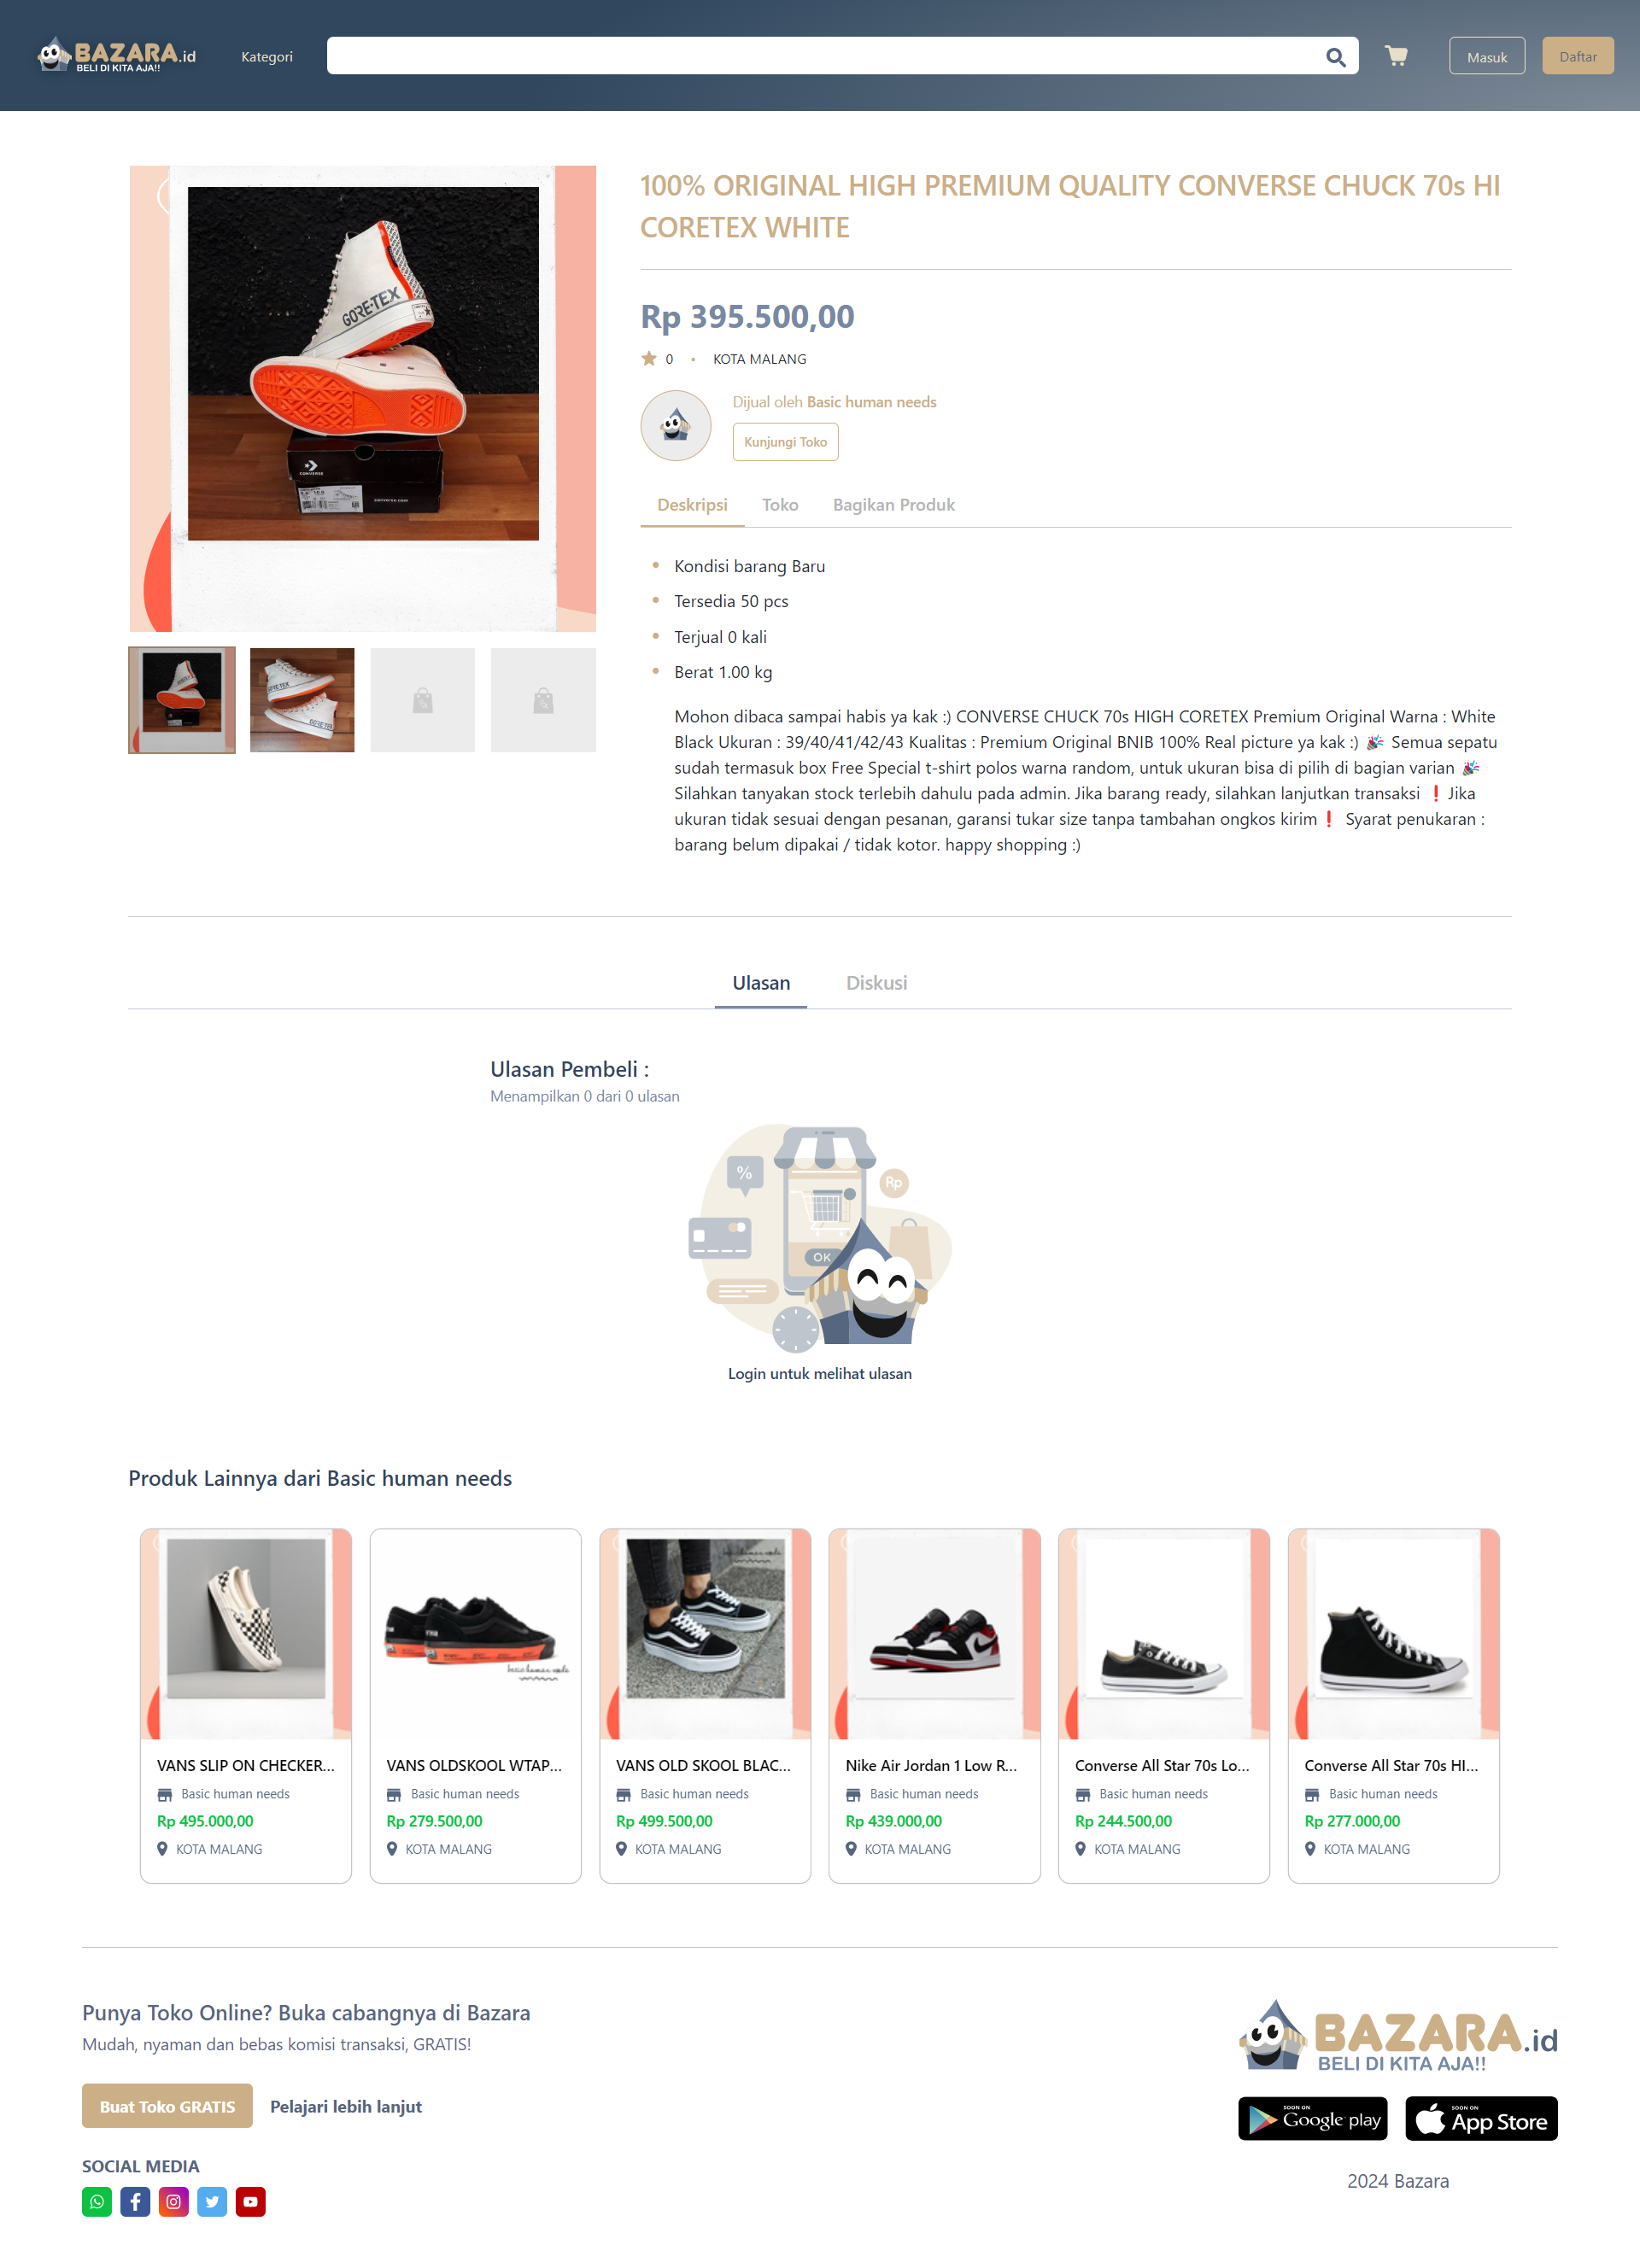 BAZARA.id
BELI DI KITA AJA!!
Kategori
Masuk
Daftar
100% ORIGINAL HIGH PREMIUM QUALITY CONVERSE CHUCK 70s HI
CORETEX WHITE
GORE-TEX
CONVERSE
converse.com
Rp 395.500,00
0 • KOTA MALANG
Dijual oleh Basic human needs
Kunjungi Toko
Deskripsi
Toko
Bagikan Produk
Kondisi barang Baru
Tersedia 50 pcs
Terjual 0 kali
Berat 1.00 kg
Mohon dibaca sampai habis ya kak :) CONVERSE CHUCK 70s HIGH CORETEX Premium Original Warna : White
Black Ukuran : 39/40/41/42/43 Kualitas : Premium Original BNIB 100% Real picture ya kak :) 🎉 Semua sepatu
sudah termasuk box Free Special t-shirt polos warna random, untuk ukuran bisa di pilih di bagian varian 🎉
Silahkan tanyakan stock terlebih dahulu pada admin. Jika barang ready, silahkan lanjutkan transaksi ❗ Jika
ukuran tidak sesuai dengan pesanan, garansi tukar size tanpa tambahan ongkos kirim❗ Syarat penukaran :
barang belum dipakai / tidak kotor. happy shopping :)
GORE-TEX
GORE-TEX
Ulasan
Diskusi
Ulasan Pembeli :
Menampilkan 0 dari 0 ulasan
%
Rp
OK
Login untuk melihat ulasan
Produk Lainnya dari Basic human needs
basic human needs
VANS SLIP ON CHECKER...
Basic human needs
Rp 495.000,00
KOTA MALANG
VANS OLDSKOOL WTAP...
Basic human needs
Rp 279.500,00
KOTA MALANG
VANS OLD SKOOL BLAC...
Basic human needs
Rp 499.500,00
KOTA MALANG
Nike Air Jordan 1 Low R...
Basic human needs
Rp 439.000,00
KOTA MALANG
Converse All Star 70s Lo...
Basic human needs
Rp 244.500,00
KOTA MALANG
Converse All Star 70s HI...
Basic human needs
Rp 277.000,00
KOTA MALANG
Punya Toko Online? Buka cabangnya di Bazara
Mudah, nyaman dan bebas komisi transaksi, GRATIS!
Buat Toko GRATIS
Pelajari lebih lanjut
SOCIAL MEDIA
BAZARA.id
BELI DI KITA AJA!!
SOON ON
Google play
SOON ON
App Store
2024 Bazara